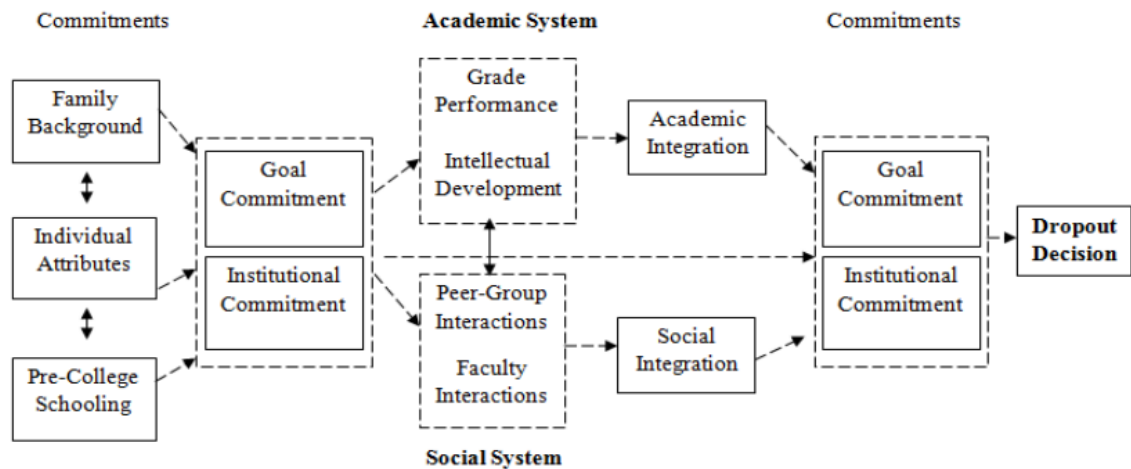 Commitments
Academic System
Commitments
Family
Background
Individual
Attributes
Pre-College
Schooling
Goal
Commitment
Institutional
Commitment
Grade
Performance
Intellectual
Development
Peer-Group
Interactions
Faculty
Interactions
Social System
Academic
Integration
Social
Integration
Goal
Commitment
Institutional
Commitment
Dropout
Decision